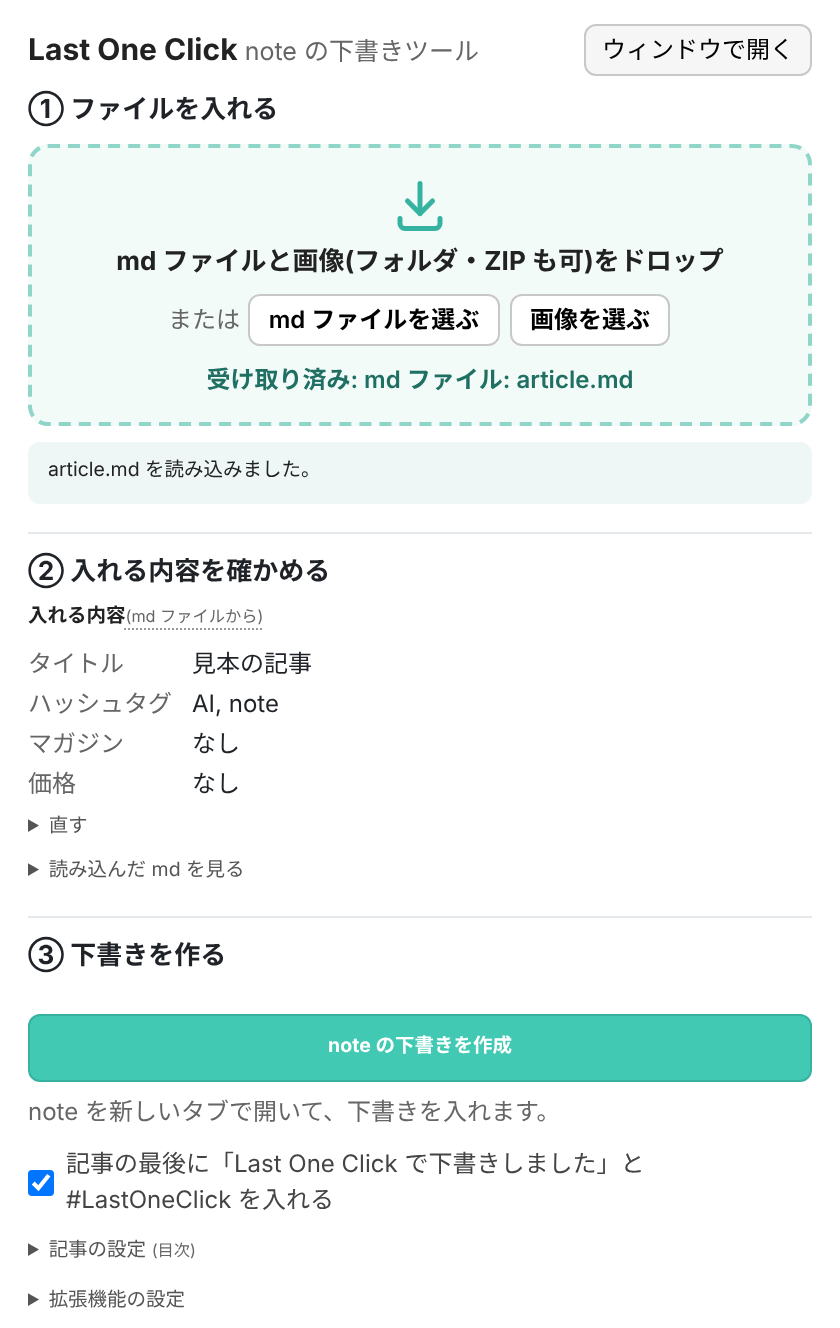 Last One Click note の下書きツール
ウィンドウで開く
① ファイルを入れる
md ファイルと画像(フォルダ・ZIP も可)をドロップ
または md ファイルを選ぶ 画像を選ぶ
受け取り済み: md ファイル: article.md
article.md を読み込みました。
② 入れる内容を確かめる
入れる内容(md ファイルから)
タイトル 見本の記事
ハッシュタグ AI, note
マガジン なし
価格 なし
▶ 直す
▶ 読み込んだ md を見る
③ 下書きを作る
note の下書きを作成
note を新しいタブで開いて、下書きを入れます。
記事の最後に「Last One Click で下書きしました」と
#LastOneClick を入れる
▶ 記事の設定 (目次)
▶ 拡張機能の設定